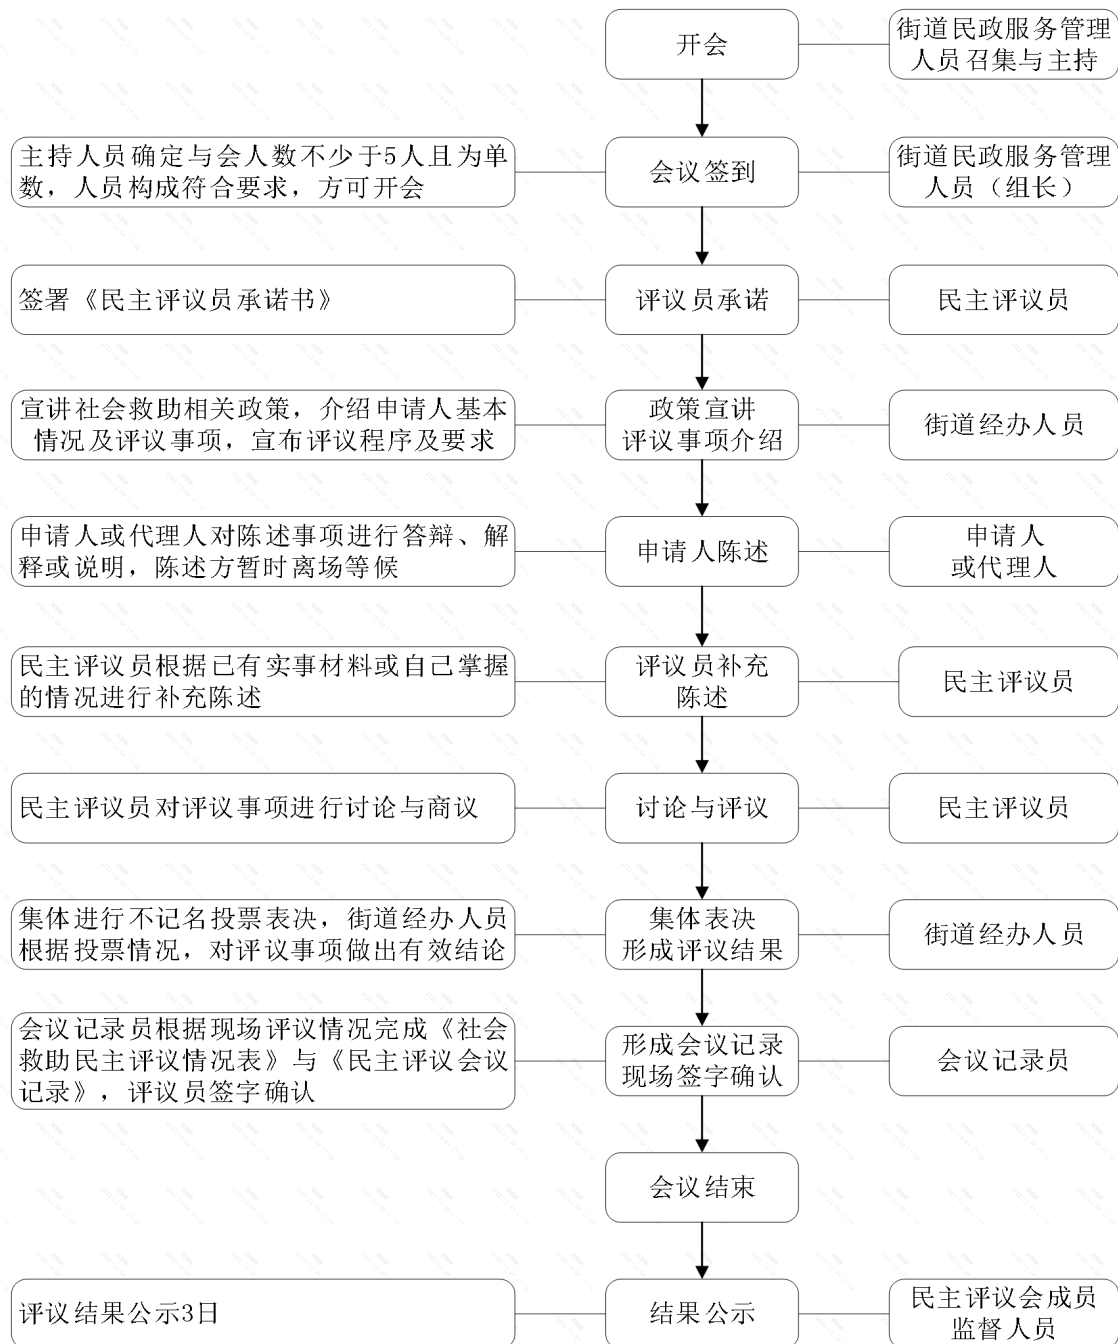 开会
街道民政服务管理
人员召集与主持
主持人员确定与会人数不少于5人且为单
数，人员构成符合要求，方可开会
会议签到
街道民政服务管理
人员（组长）
签署《民主评议员承诺书》
评议员承诺
民主评议员
宣讲社会救助相关政策，介绍申请人基本
情况及评议事项，宣布评议程序及要求
政策宣讲
评议事项介绍
街道经办人员
申请人或代理人对陈述事项进行答辩、解
释或说明，陈述方暂时离场等候
申请人陈述
申请人
或代理人
民主评议员根据已有实事材料或自己掌握
的情况进行补充陈述
评议员补充
陈述
民主评议员
民主评议员对评议事项进行讨论与商议
讨论与评议
民主评议员
集体进行不记名投票表决，街道经办人员
根据投票情况，对评议事项做出有效结论
集体表决
形成评议结果
街道经办人员
会议记录员根据现场评议情况完成《社会
救助民主评议情况表》与《民主评议会议
记录》，评议员签字确认
形成会议记录
现场签字确认
会议记录员
会议结束
评议结果公示3日
结果公示
民主评议会成员
监督人员